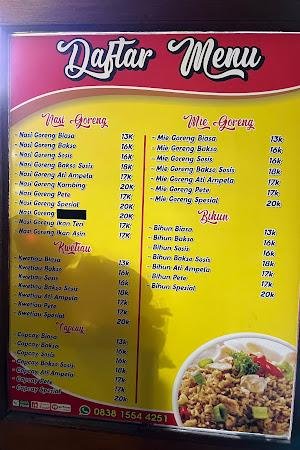 Daftar Menu
Nasi Goreng
~ Nasi Goreng Biasa 13K
~ Nasi Goreng Bakso 16K
~ Nasi Goreng Sosis 16K
~ Nasi Goreng Bakso Sosis 18K
~ Nasi Goreng Ati Ampela 17K
~ Nasi Goreng Kambing 20K
~ Nasi Goreng Pete 17K
~ Nasi Goreng Spesial 20K
~ Nasi Goreng 20K
~ Nasi Goreng Ikan Teri 17K
~ Nasi Goreng Ikan Asin 17K
Kwetiau
~ Kwetiau Biasa 13k
~ Kwetiau Bakso 16k
~ Kwetiau Sosis 16k
~ Kwetiau Bakso Sosis 18k
~ Kwetiau Ati Ampela 17k
~ Kwetiau Pete 17k
~ Kwetiau Spesial 20k
Capcay
~ Capcay Biasa 13k
~ Capcay Bakso 16k
~ Capcay Sosis 16k
~ Capcay Bakso Sosis 18k
~ Capcay Ati Ampela 17k
~ Capcay Pete 17k
~ Capcay Spesial 20k
Mie Goreng
~ Mie Goreng Biasa 13K
~ Mie Goreng Bakso 16K
~ Mie Goreng Sosis 16K
~ Mie Goreng Bakso Sosis 18K
~ Mie Goreng Ati Ampela 17K
~ Mie Goreng Pete 17K
~ Mie Goreng Spesial 20K
Bihun
~ Bihun Biasa 13k
~ Bihun Bakso 16k
~ Bihun Sosis 16k
~ Bihun Bakso Sosis 18k
~ Bihun Ati Ampela 17k
~ Bihun Pete 17k
~ Bihun Spesial 20k
0838 1554 4251